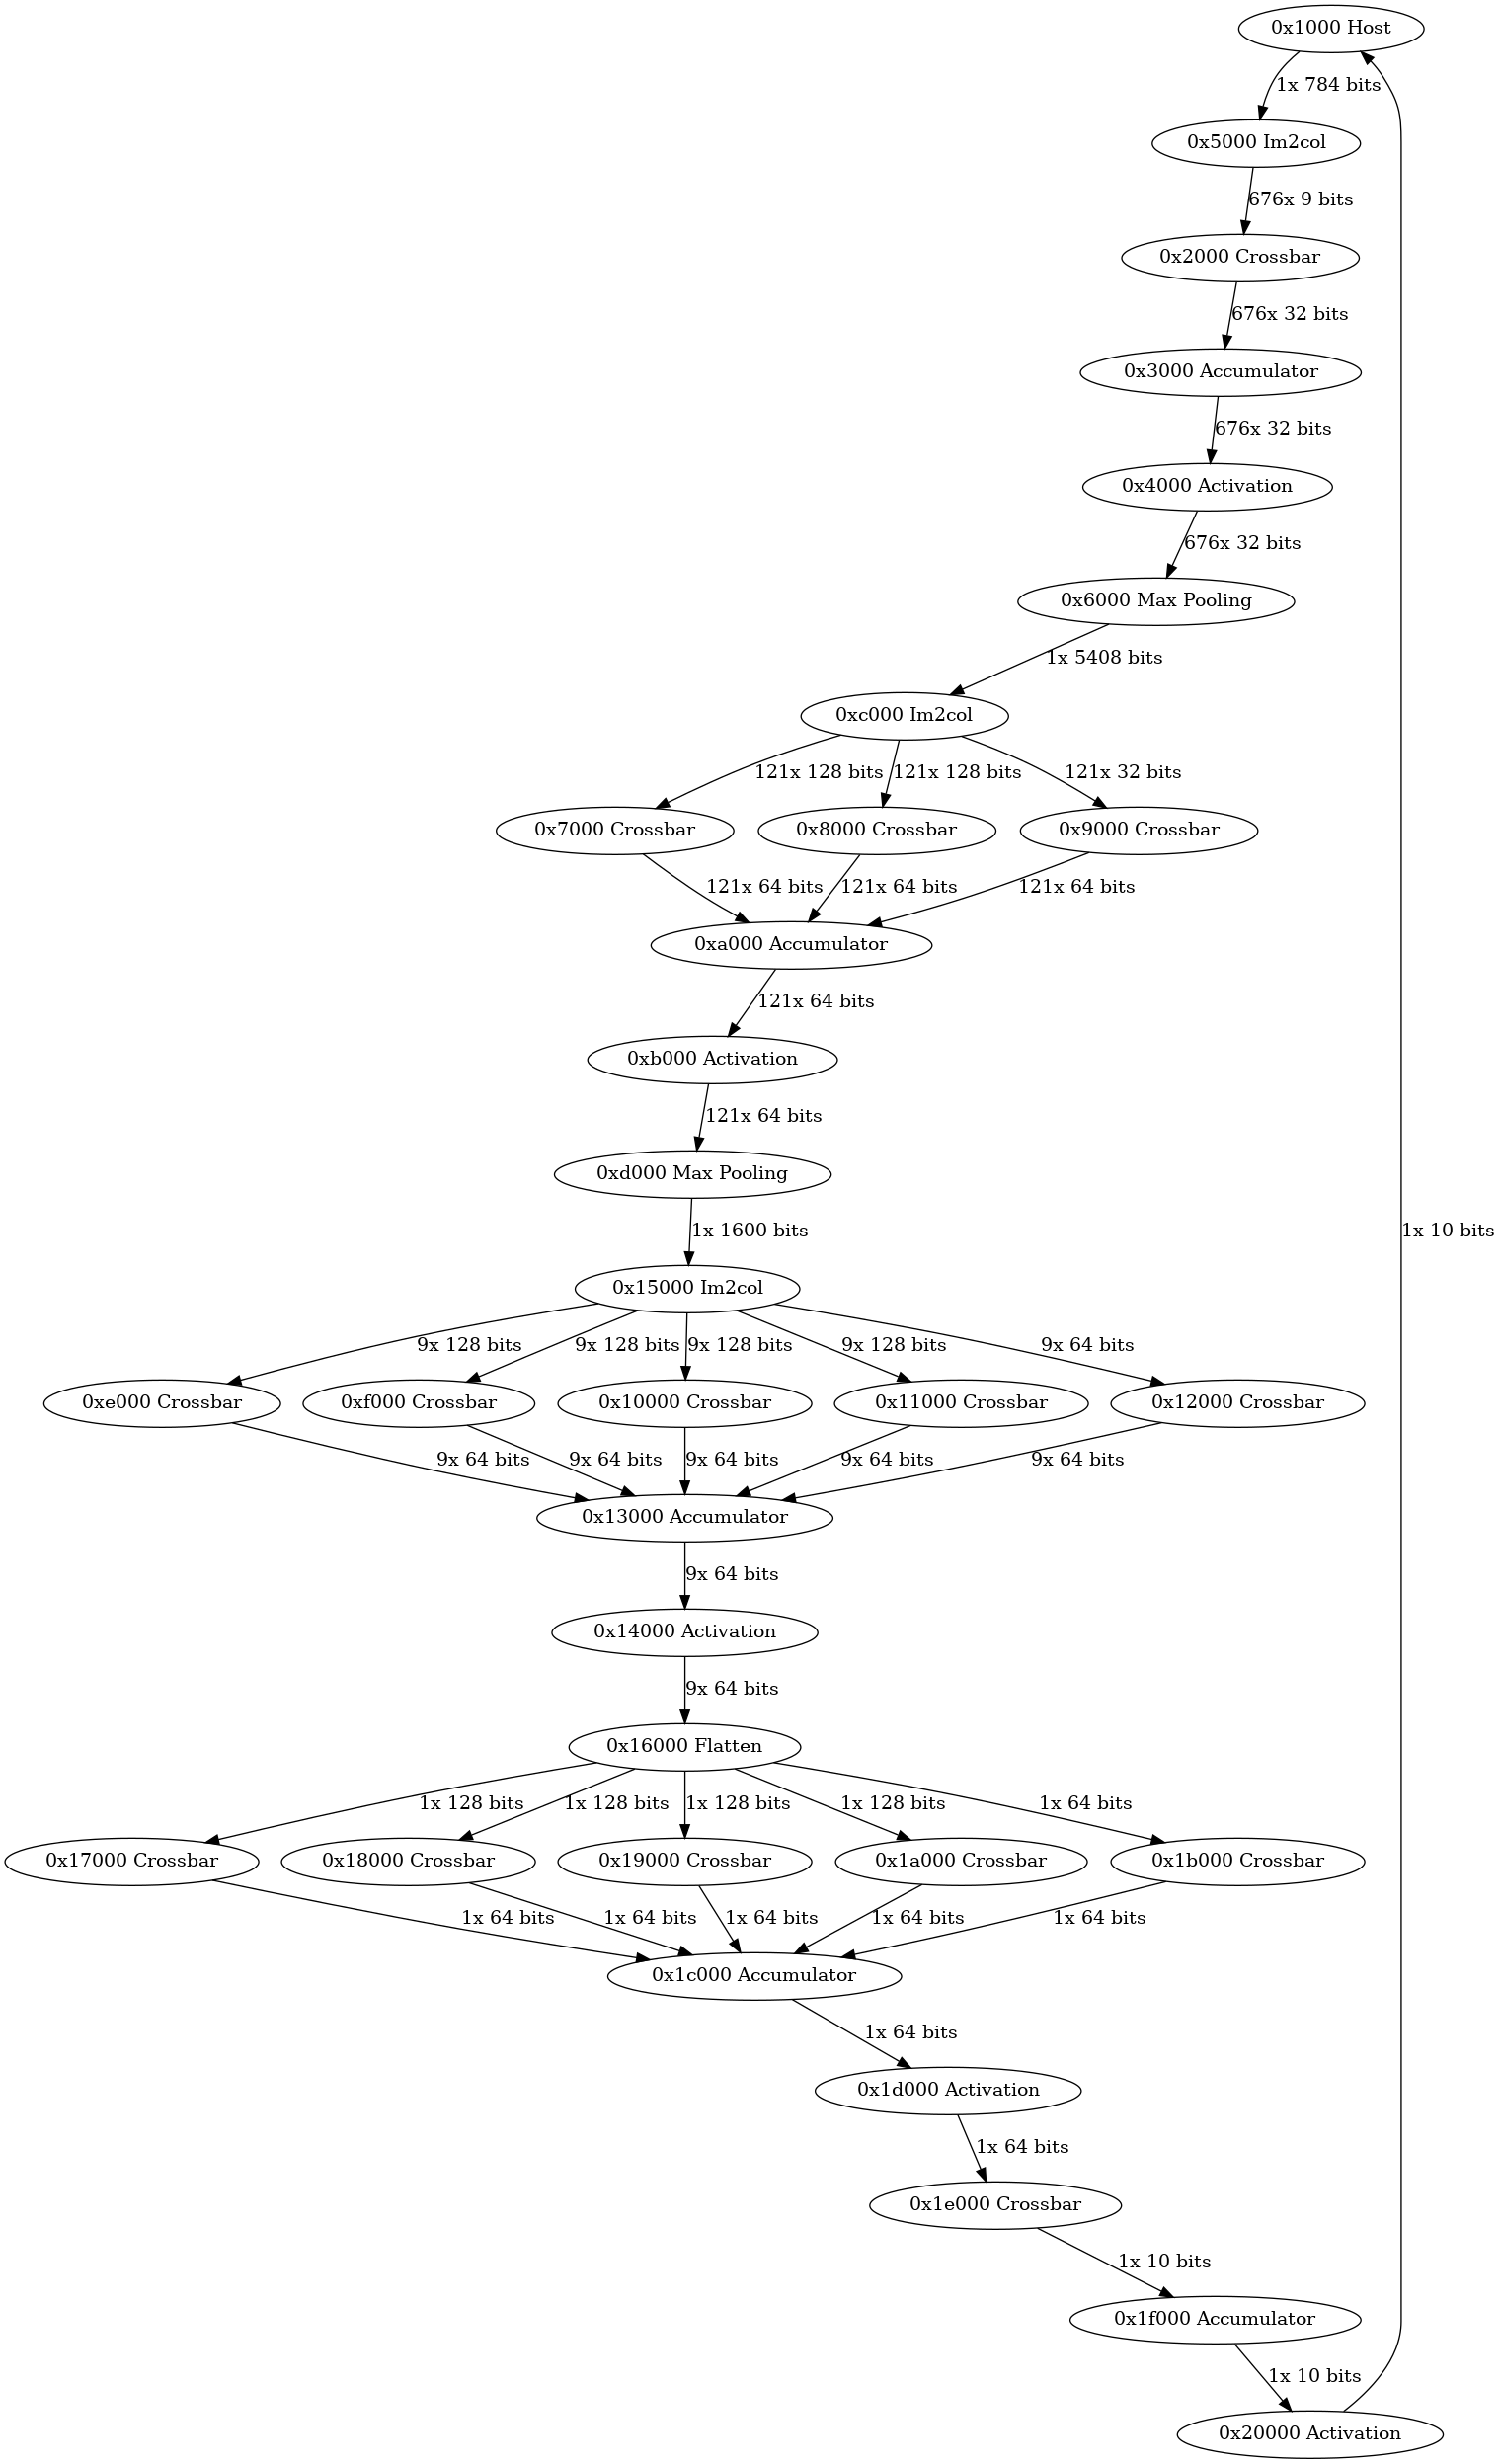 0x1000 Host
1x 784 bits
0x5000 Im2col
676x 9 bits
0x2000 Crossbar
676x 32 bits
0x3000 Accumulator
676x 32 bits
0x4000 Activation
676x 32 bits
0x6000 Max Pooling
1x 5408 bits
0xc000 Im2col
121x 128 bits
121x 128 bits
121x 32 bits
0x7000 Crossbar
0x8000 Crossbar
0x9000 Crossbar
121x 64 bits
121x 64 bits
121x 64 bits
0xa000 Accumulator
121x 64 bits
0xb000 Activation
121x 64 bits
0xd000 Max Pooling
1x 1600 bits
1x 10 bits
0x15000 Im2col
9x 128 bits
9x 128 bits
9x 128 bits
9x 128 bits
9x 64 bits
0xe000 Crossbar
0xf000 Crossbar
0x10000 Crossbar
0x11000 Crossbar
0x12000 Crossbar
9x 64 bits
9x 64 bits
9x 64 bits
9x 64 bits
9x 64 bits
0x13000 Accumulator
9x 64 bits
0x14000 Activation
9x 64 bits
0x16000 Flatten
1x 128 bits
1x 128 bits
1x 128 bits
1x 128 bits
1x 64 bits
0x17000 Crossbar
0x18000 Crossbar
0x19000 Crossbar
0x1a000 Crossbar
0x1b000 Crossbar
1x 64 bits
1x 64 bits
1x 64 bits
1x 64 bits
1x 64 bits
0x1c000 Accumulator
1x 64 bits
0x1d000 Activation
1x 64 bits
0x1e000 Crossbar
1x 10 bits
0x1f000 Accumulator
1x 10 bits
0x20000 Activation